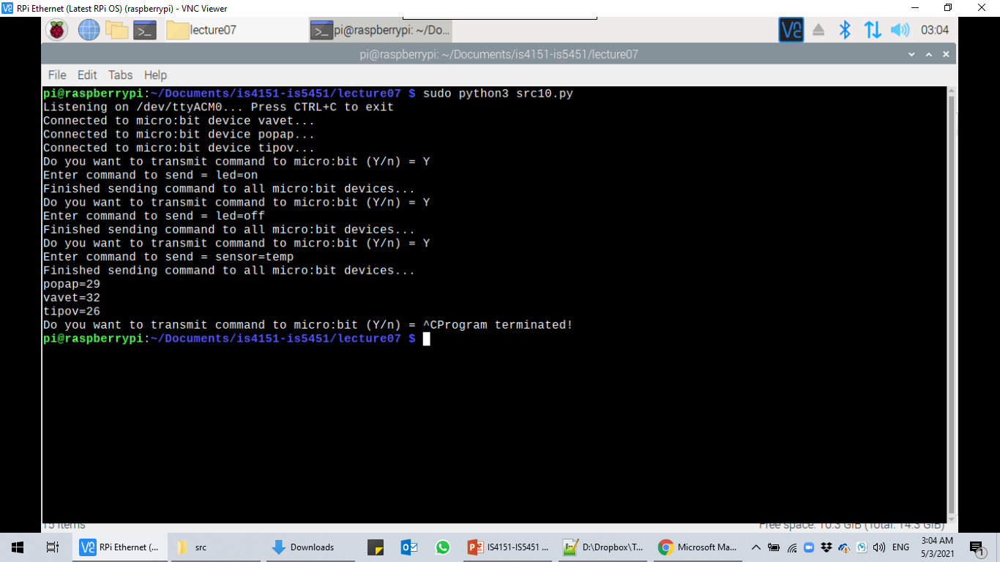 RPi Ethernet (Latest RPi OS) (raspberrypi) - VNC Viewer
lecture07
pi@raspberrypi: ~/Do...
03:04
pi@raspberrypi: ~/Documents/is4151-is5451/lecture07
File Edit Tabs Help
pi@raspberrypi:~/Documents/is4151-is5451/lecture07 $ sudo python3 src10.py
Listening on /dev/ttyACM0... Press CTRL+C to exit
Connected to micro:bit device vavet...
Connected to micro:bit device popap...
Connected to micro:bit device tipov...
Do you want to transmit command to micro:bit (Y/n) = Y
Enter command to send = led=on
Finished sending command to all micro:bit devices...
Do you want to transmit command to micro:bit (Y/n) = Y
Enter command to send = led=off
Finished sending command to all micro:bit devices...
Do you want to transmit command to micro:bit (Y/n) = Y
Enter command to send = sensor=temp
Finished sending command to all micro:bit devices...
popap=29
vavet=32
tipov=26
Do you want to transmit command to micro:bit (Y/n) = ^CProgram terminated!
pi@raspberrypi:~/Documents/is4151-is5451/lecture07 $
15 items Free space: 10.3 GiB (Total: 14.3 GiB)
RPi Ethernet (... src Downloads IS4151-IS5451 ... D:\Dropbox\T... Microsoft Ma... ENG 3:04 AM
5/3/2021 1